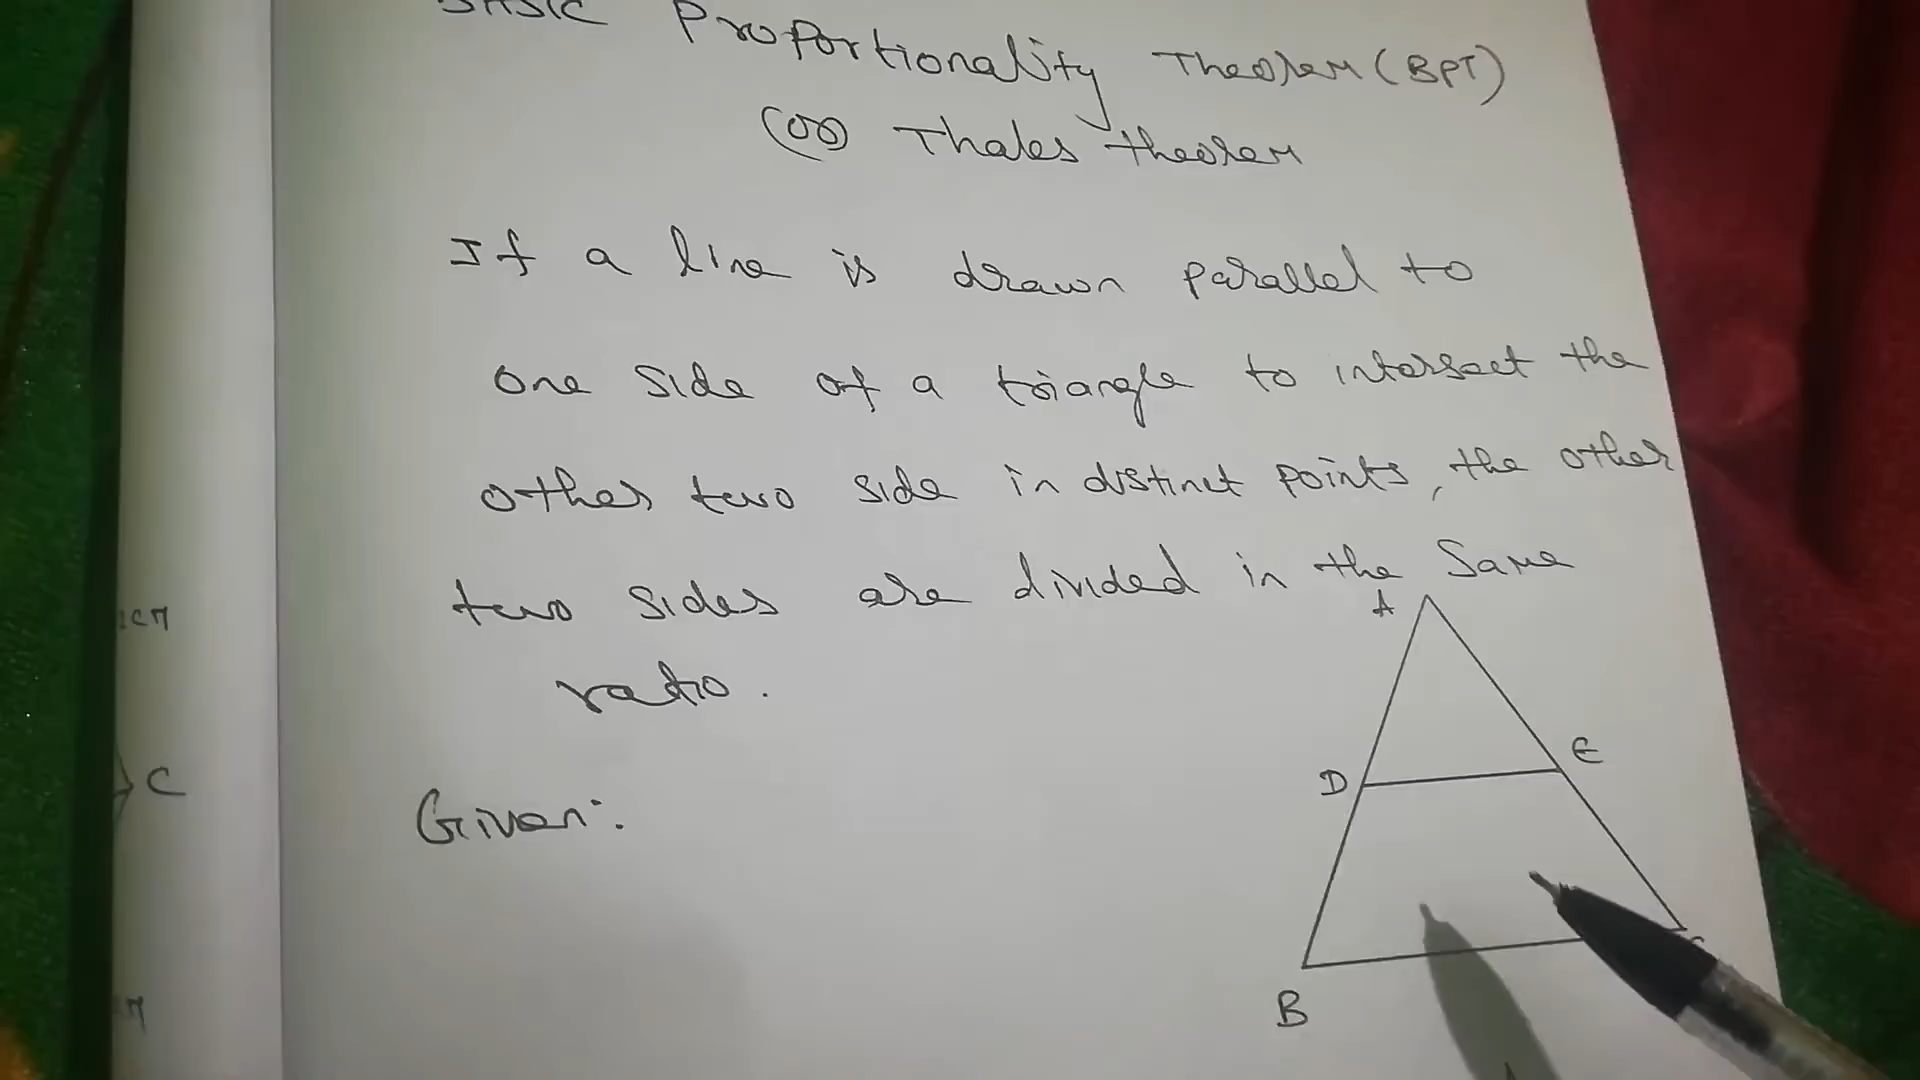 BASIC Proportionality Theorem (BPT)
(or) Thales theorem
If a line is drawn parallel to
one side of a triangle to intersect the
other two side in distinct points, the other
two sides are divided in the same
ratio.
A
D
E
Given:
B
C